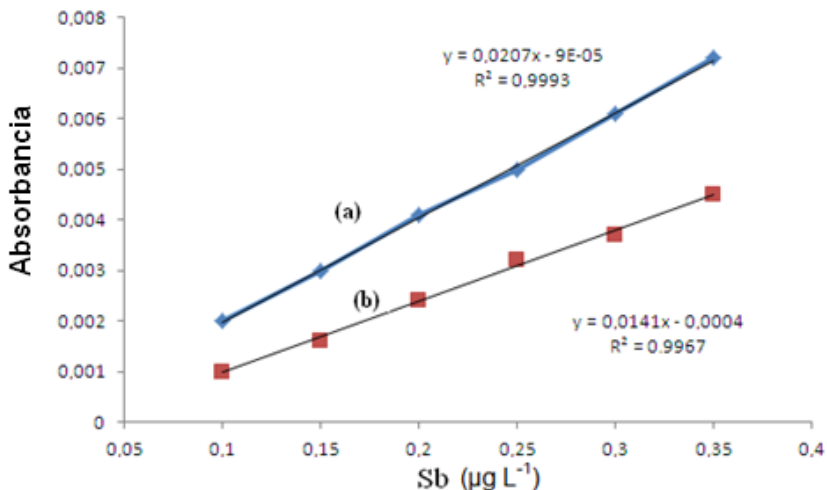 0,008
0,007
0,006
0,005
0,004
0,003
0,002
0,001
0
Absorbancia
y = 0,0207x - 9E-05
R² = 0,9993
(a)
(b)
y = 0,0141x - 0,0004
R² = 0,9967
0,05 0,1 0,15 0,2 0,25 0,3 0,35 0,4
Sb (µg L⁻¹)